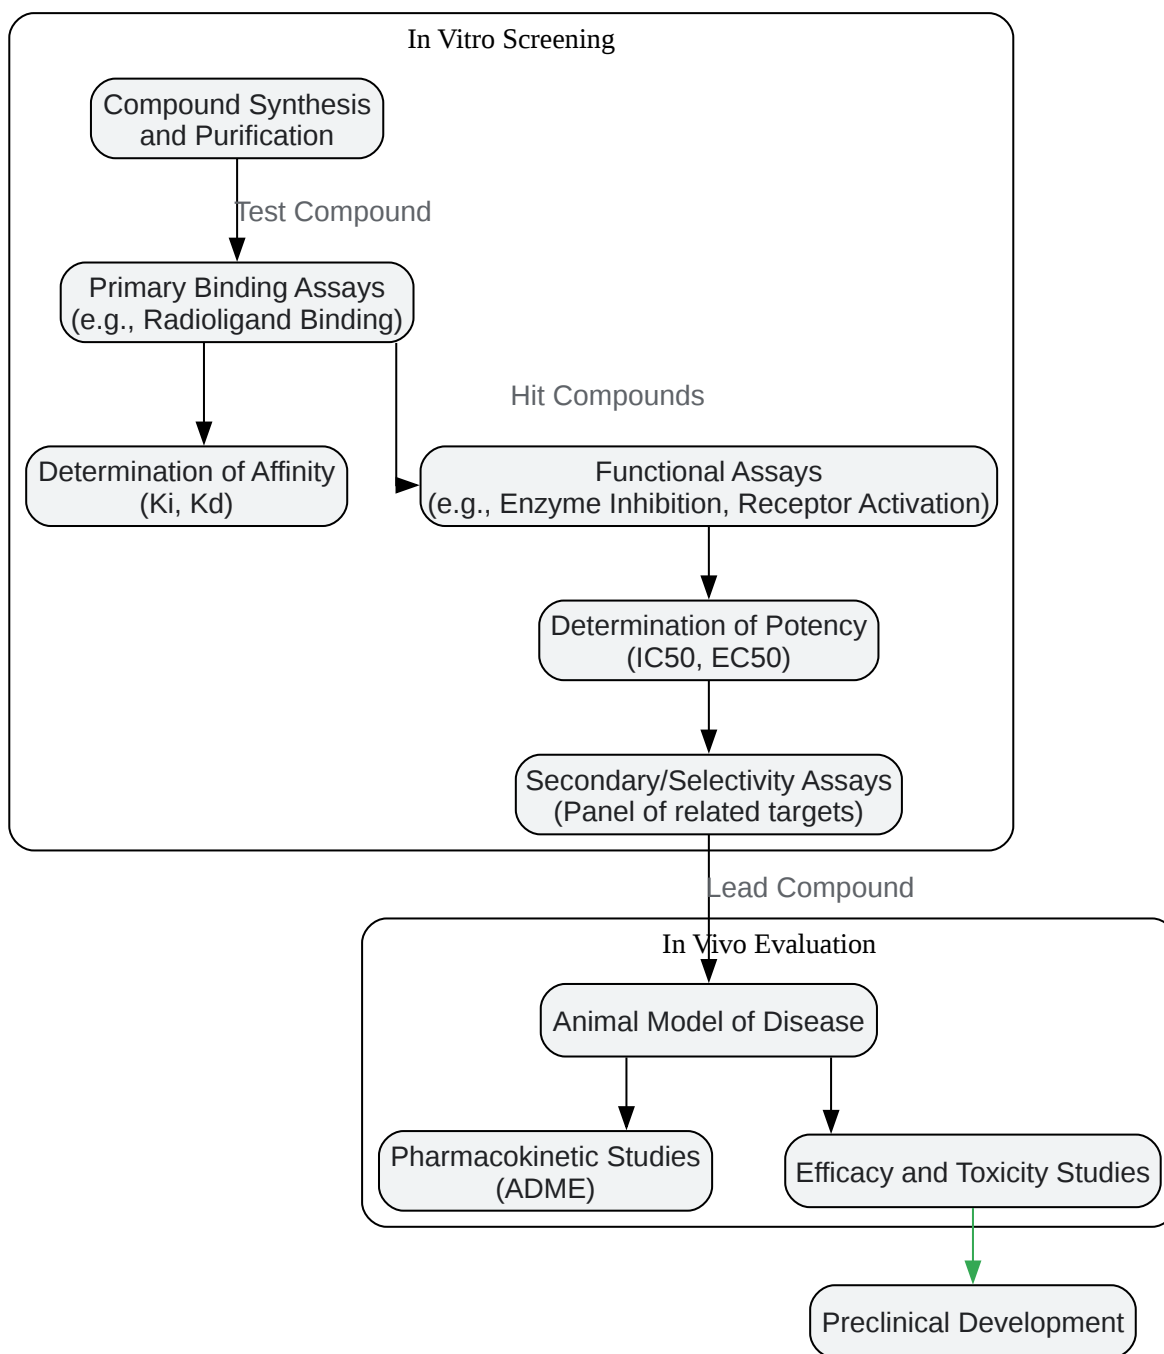 In Vitro Screening
Compound Synthesis
and Purification
Test Compound
Primary Binding Assays
(e.g., Radioligand Binding)
Hit Compounds
Determination of Affinity
(Ki, Kd)
Functional Assays
(e.g., Enzyme Inhibition, Receptor Activation)
Determination of Potency
(IC50, EC50)
Secondary/Selectivity Assays
(Panel of related targets)
Lead Compound
In Vivo Evaluation
Animal Model of Disease
Pharmacokinetic Studies
(ADME)
Efficacy and Toxicity Studies
Preclinical Development